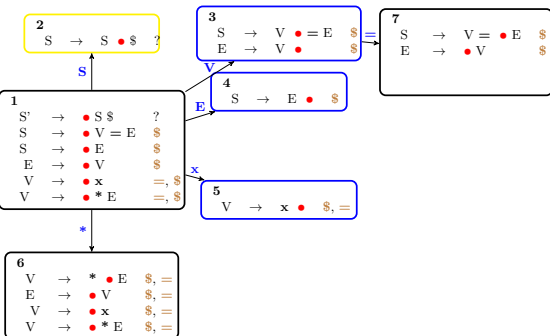 2
S → S • $ ?
S
1
S' → • S $ ?
S → • V = E $
S → • E $
E → • V $
V → • x =, $
V → • * E =, $
V
3
S → V • = E $
E → V • $
=
7
S → V = • E $
E → • V $
E
4
S → E • $
x
5
V → x • $, =
*
6
V → * • E $, =
E → • V $, =
V → • x $, =
V → • * E $, =